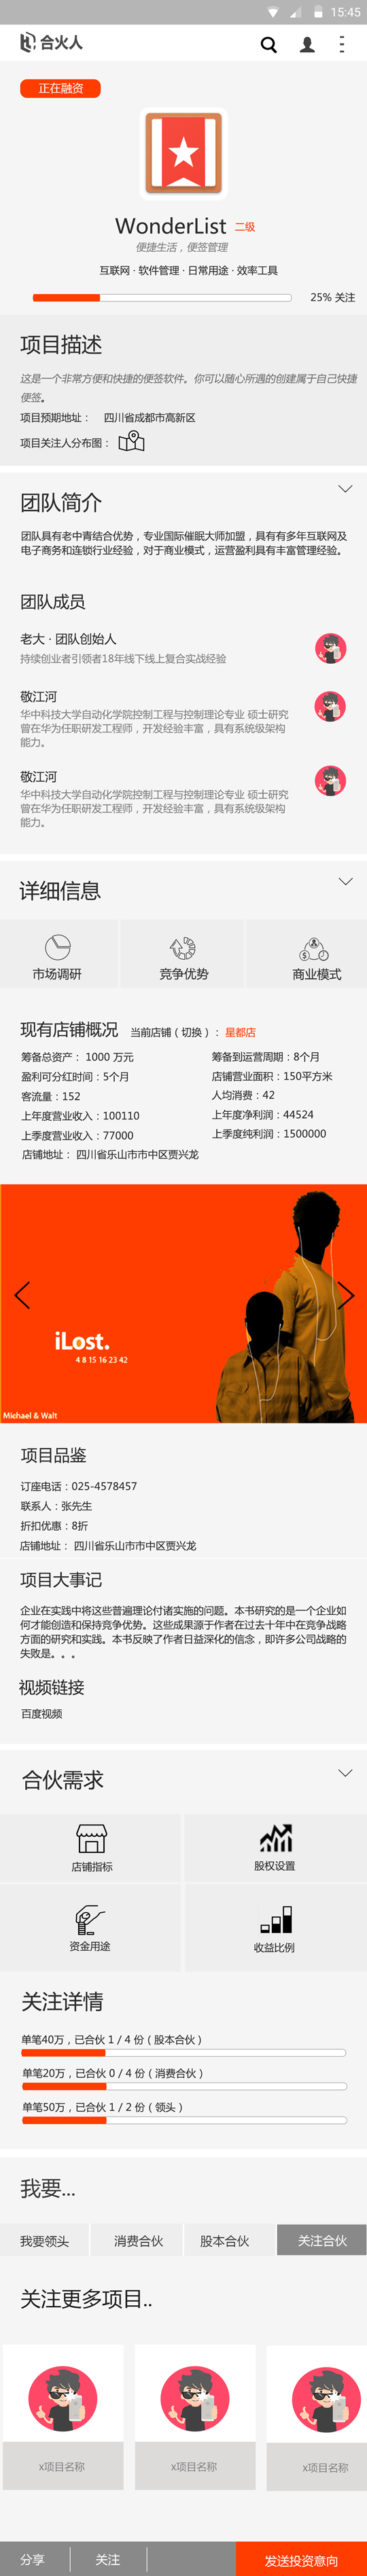 15:45
合火人
正在融资
WonderList 二级
便捷生活，便签管理
互联网 · 软件管理 · 日常用途 · 效率工具
25% 关注
项目描述
这是一个非常方便和快捷的便签软件。你可以随心所遇的创建属于自己快捷
便签。
项目预期地址： 四川省成都市高新区
项目关注人分布图：
团队简介
团队具有老中青结合优势，专业国际催眠大师加盟，具有有多年互联网及
电子商务和连锁行业经验，对于商业模式，运营盈利具有丰富管理经验。
团队成员
老大 · 团队创始人
持续创业者引领者18年线下线上复合实战经验
敬江河
华中科技大学自动化学院控制工程与控制理论专业 硕士研究
曾在华为任职研发工程师，开发经验丰富，具有系统级架构
能力。
敬江河
华中科技大学自动化学院控制工程与控制理论专业 硕士研究
曾在华为任职研发工程师，开发经验丰富，具有系统级架构
能力。
详细信息
市场调研 竞争优势 商业模式
现有店铺概况 当前店铺（切换）： 星都店
筹备总资产： 1000 万元 筹备到运营周期：8个月
盈利可分红时间：5个月 店铺营业面积：150平方米
客流量：152 人均消费：42
上年度营业收入：100110 上年度净利润：44524
上季度营业收入：77000 上季度纯利润：1500000
店铺地址： 四川省乐山市市中区贾兴龙
iLost.
4 8 15 16 23 42
Michael & Walt
项目品鉴
订座电话：025-4578457
联系人：张先生
折扣优惠：8折
店铺地址： 四川省乐山市市中区贾兴龙
项目大事记
企业在实践中将这些普遍理论付诸实施的问题。本书研究的是一个企业如
何才能创造和保持竞争优势。这些成果源于作者在过去十年中在竞争战略
方面的研究和实践。本书反映了作者日益深化的信念，即许多公司战略的
失败是。。。
视频链接
百度视频
合伙需求
店铺指标 股权设置
资金用途 收益比例
关注详情
单笔40万，已合伙 1 / 4 份（股本合伙）
单笔20万，已合伙 0 / 4 份（消费合伙）
单笔50万，已合伙 1 / 2 份（领头）
我要...
我要领头 消费合伙 股本合伙 关注合伙
关注更多项目..
x项目名称 x项目名称 x项目名称
分享 关注 发送投资意向